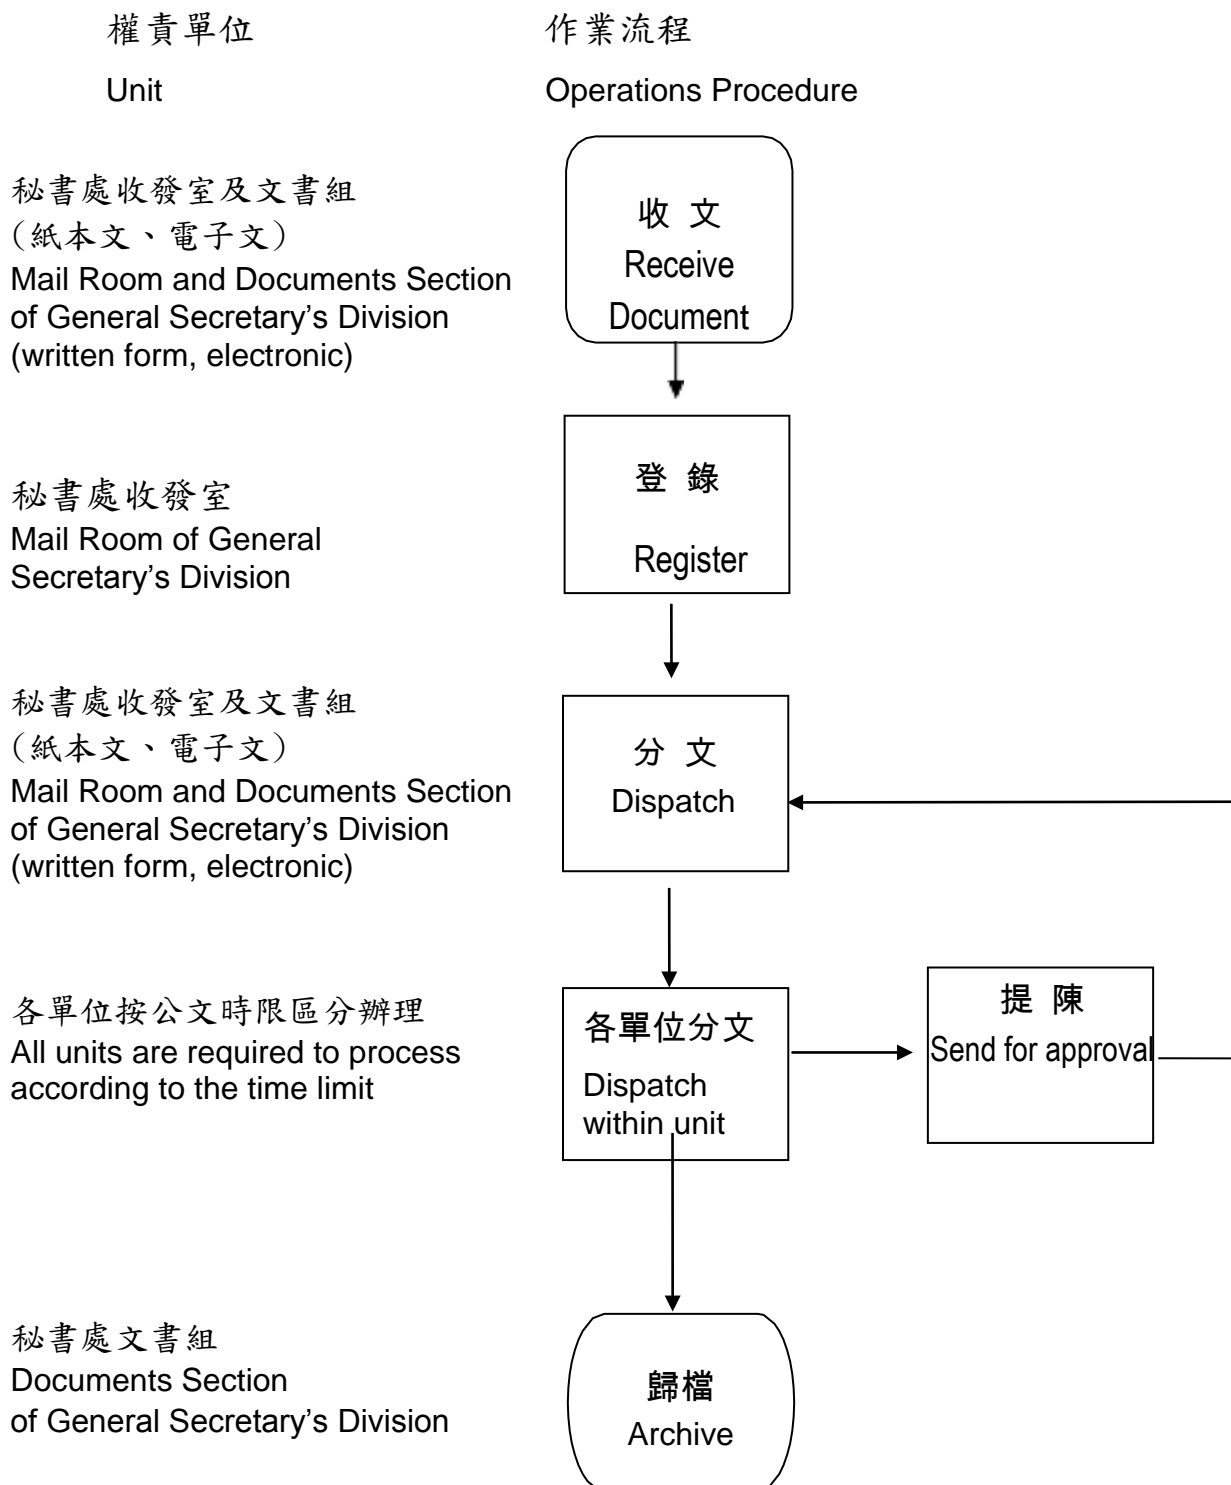 權責單位
作業流程
Unit
Operations Procedure
秘書處收發室及文書組
(紙本文、電子文)
Mail Room and Documents Section
of General Secretary’s Division
(written form, electronic)
收 文
Receive
Document
秘書處收發室
Mail Room of General
Secretary’s Division
登 錄
Register
秘書處收發室及文書組
(紙本文、電子文)
Mail Room and Documents Section
of General Secretary’s Division
(written form, electronic)
分 文
Dispatch
各單位按公文時限區分辦理
All units are required to process
according to the time limit
各單位分文
Dispatch
within unit
提 陳
Send for approval
秘書處文書組
Documents Section
of General Secretary’s Division
歸檔
Archive